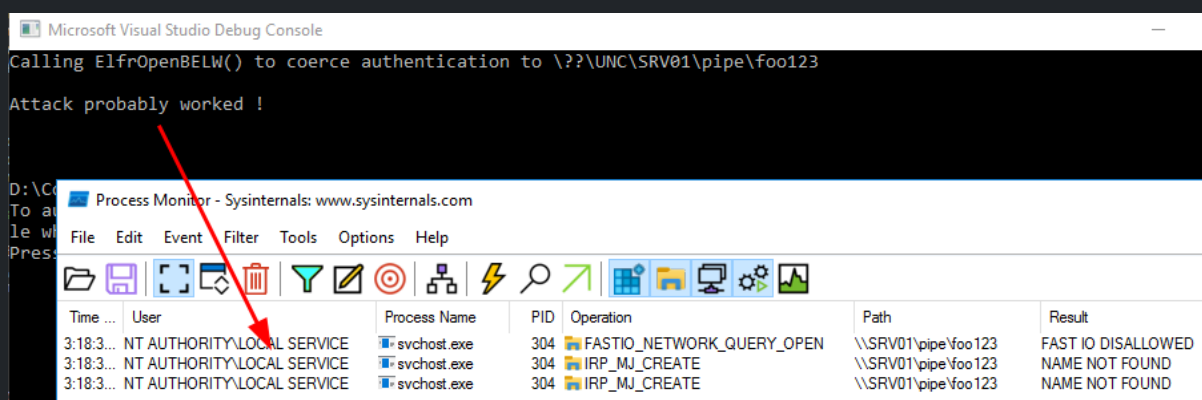 Microsoft Visual Studio Debug Console
Calling ElfrOpenBELW() to coerce authentication to \??\UNC\SRV01\pipe\foo123
Attack probably worked !
D:\Co
To au
le wh
Press
Process Monitor - Sysinternals: www.sysinternals.com
File Edit Event Filter Tools Options Help
Time ... User Process Name PID Operation Path Result
3:18:3... NT AUTHORITY\LOCAL SERVICE svchost.exe 304 FASTIO_NETWORK_QUERY_OPEN \\SRV01\pipe\foo123 FAST IO DISALLOWED
3:18:3... NT AUTHORITY\LOCAL SERVICE svchost.exe 304 IRP_MJ_CREATE \\SRV01\pipe\foo123 NAME NOT FOUND
3:18:3... NT AUTHORITY\LOCAL SERVICE svchost.exe 304 IRP_MJ_CREATE \\SRV01\pipe\foo123 NAME NOT FOUND